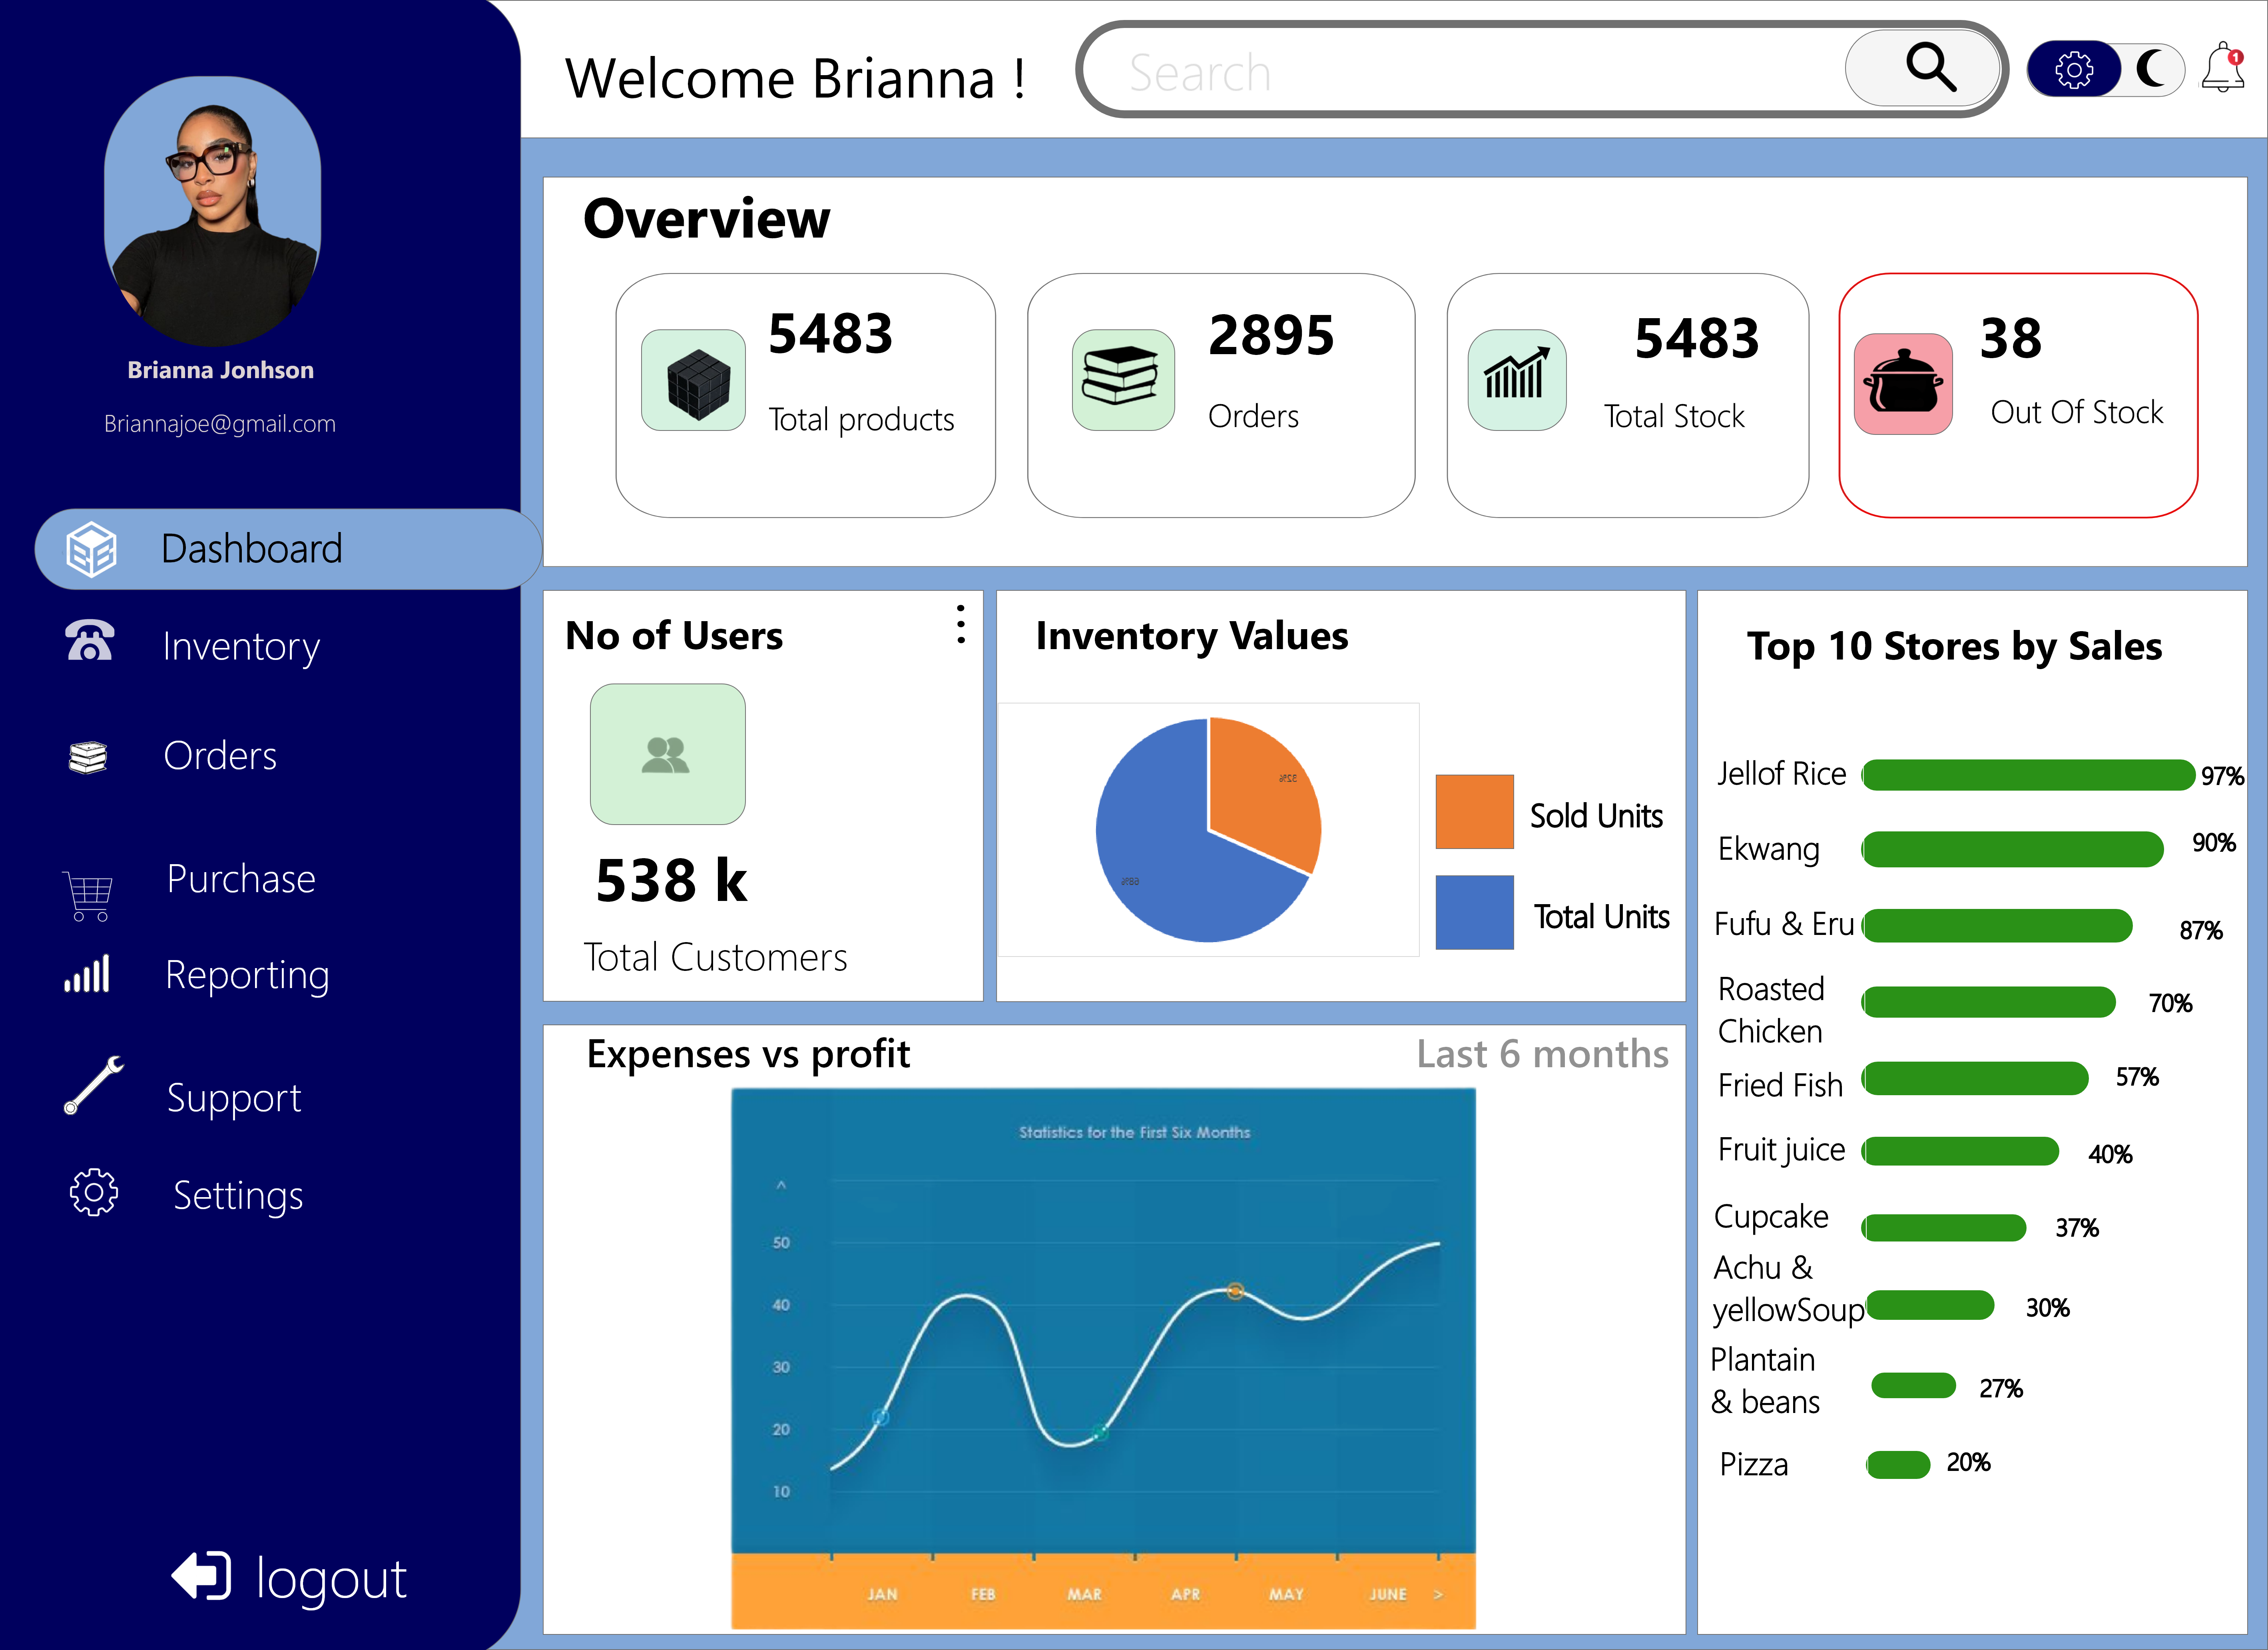 Welcome Brianna !
Search
1
Brianna Jonhson
Briannajoe@gmail.com
Dashboard
Inventory
Orders
Purchase
Reporting
Support
Settings
logout
Overview
5483
Total products
2895
Orders
5483
Total Stock
38
Out Of Stock
No of Users
538 k
Total Customers
Inventory Values
32%
68%
Sold Units
Total Units
Expenses vs profit
Last 6 months
Statistics for the First Six Months
50
40
30
20
10
JAN FEB MAR APR MAY JUNE >
Top 10 Stores by Sales
Jellof Rice 97%
Ekwang 90%
Fufu & Eru 87%
Roasted
Chicken 70%
Fried Fish 57%
Fruit juice 40%
Cupcake 37%
Achu &
yellowSoup 30%
Plantain
& beans 27%
Pizza 20%